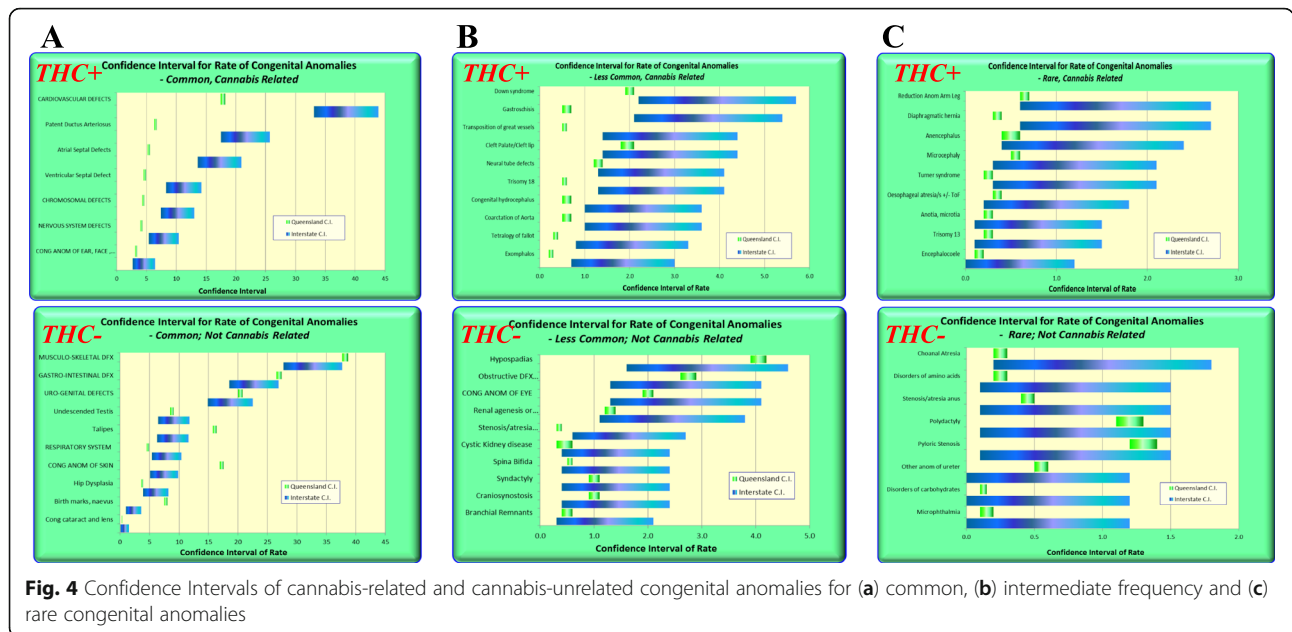 A
THC+
Confidence Interval for Rate of Congenital Anomalies
- Common, Cannabis Related
CARDIOVASCULAR DEFECTS
Patent Ductus Arteriosus
Atrial Septal Defects
Ventricular Septal Defect
CHROMOSOMAL DEFECTS
NERVOUS SYSTEM DEFECTS
CONG ANOM OF EAR, FACE ,...
Queensland C.I.
Interstate C.I.
0 5 10 15 20 25 30 35 40 45
Confidence Interval
B
THC+
Confidence Interval for Rate of Congenital Anomalies
- Less Common, Cannabis Related
Down syndrome
Gastroshisis
Transposition of great vessels
Cleft Palate/Cleft lip
Neural tube defects
Trisomy 18
Congenital hydrocephalus
Coarctation of Aorta
Tetralogy of fallot
Exomphalos
Queensland C.I.
Interstate C.I.
0.0 1.0 2.0 3.0 4.0 5.0 6.0
Confidence Interval of Rate
C
THC+
Confidence Interval for Rate of Congenital Anomalies
- Rare, Cannabis Related
Reduction Anom Arm Leg
Diaphragmatic hernia
Anencephalus
Microcephaly
Turner syndrome
Oesophageal atresia/s +/- ToF
Anotia, microtia
Trisomy 13
Encephalocoele
Queensland C.I.
Interstate C.I.
0.0 1.0 2.0 3.0
Confidence Interval of Rate
THC-
Confidence Interval for Rate of Congenital Anomalies
- Common; Not Cannabis Related
MUSCULO-SKELETAL DFX
GASTRO-INTESTINAL DFX
URO-GENITAL DEFECTS
Undescended Testis
Talipes
RESPIRATORY SYSTEM
CONG ANOM OF SKIN
Hip Dysplasia
Birth marks, naevus
Cong cataract and lens
Queensland C.I.
Interstate C.I.
0 5 10 15 20 25 30 35 40 45
Confidence Interval of Rate
THC-
Confidence Interval for Rate of Congenital Anomalies
- Less Common; Not Cannabis Related
Hypospadias
Obstructive DFX...
CONG ANOM OF EYE
Renal agenesis or...
Stenosis/atresia...
Cystic Kidney disease
Spina Bifida
Syndactyly
Craniosynostosis
Branchial Remnants
Queensland C.I.
Interstate C.I.
0.0 1.0 2.0 3.0 4.0 5.0
Confidence Interval of Rate
THC-
Confidence Interval for Rate of Congenital Anomalies
- Rare; Not Cannabis Related
Choanal Atresia
Disorders of amino acids
Stenosis/atresia anus
Polydactyly
Pyloric Stenosis
Other anom of ureter
Disorders of carbohydrates
Microphthalmia
Queensland C.I.
Interstate C.I.
0.0 0.5 1.0 1.5 2.0
Confidence Interval of Rate
Fig. 4 Confidence Intervals of cannabis-related and cannabis-unrelated congenital anomalies for (a) common, (b) intermediate frequency and (c)
rare congenital anomalies